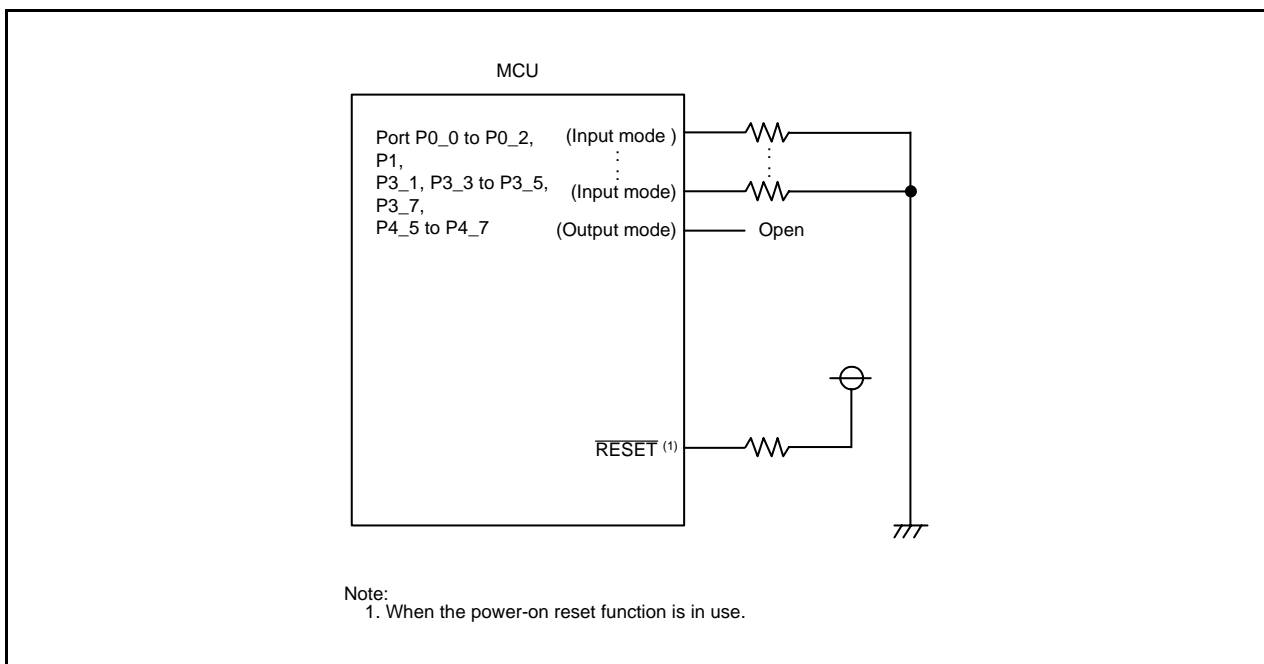 MCU
Port P0_0 to P0_2, (Input mode )
P1,
P3_1, P3_3 to P3_5, (Input mode)
P3_7,
P4_5 to P4_7 (Output mode) Open
RESET (1)
Note:
1. When the power-on reset function is in use.